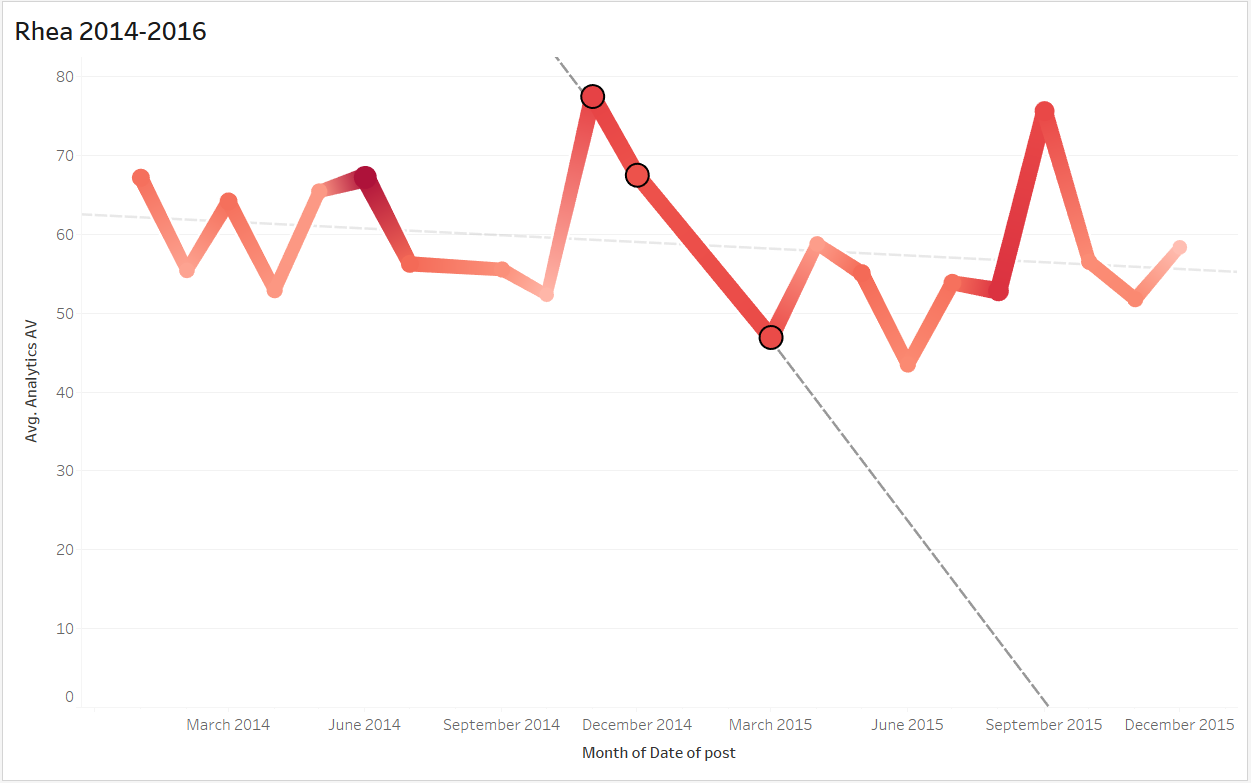 Rhea 2014-2016
80
70
60
50
40
30
20
10
0
Avg. Analytics AV
March 2014 June 2014 September 2014 December 2014 March 2015 June 2015 September 2015 December 2015
Month of Date of post